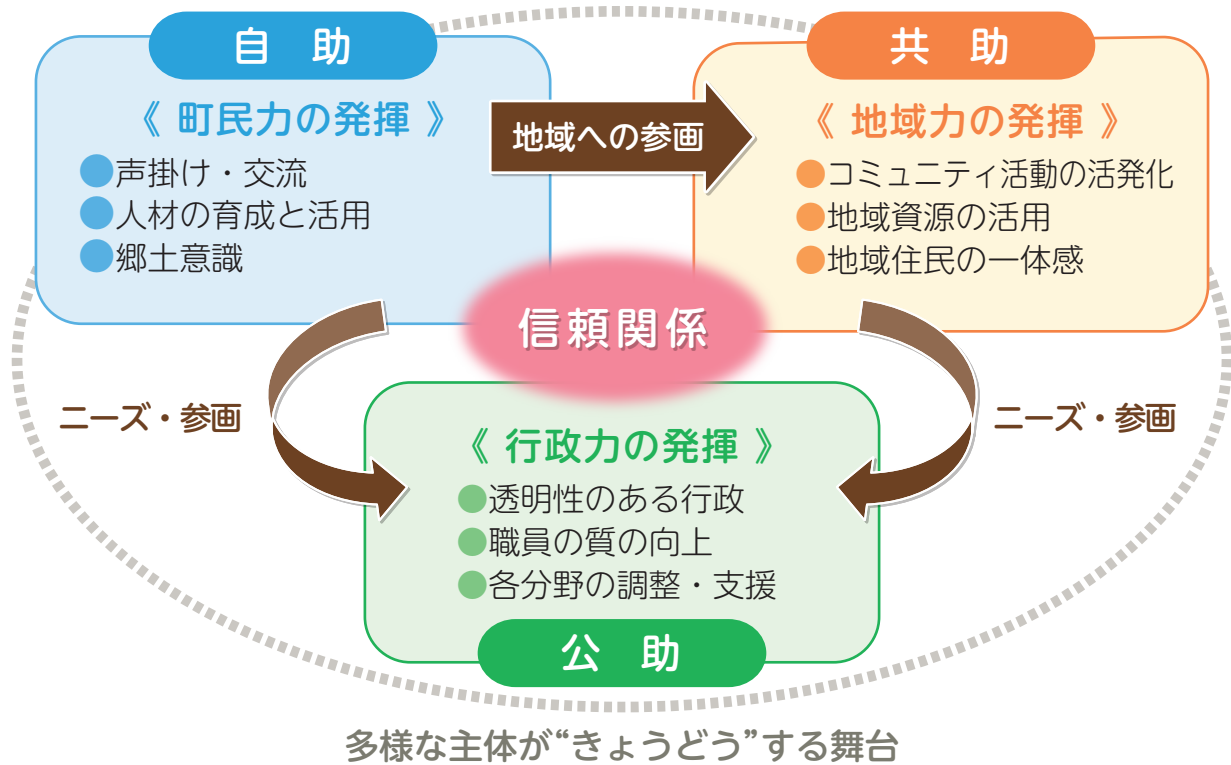 自 助
《 町民力の発揮 》
●声掛け・交流
●人材の育成と活用
●郷土意識
地域への参画
共 助
《 地域力の発揮 》
●コミュニティ活動の活発化
●地域資源の活用
●地域住民の一体感
信頼関係
ニーズ・参画
ニーズ・参画
《 行政力の発揮 》
●透明性のある行政
●職員の質の向上
●各分野の調整・支援
公 助
多様な主体が“きょうどう”する舞台